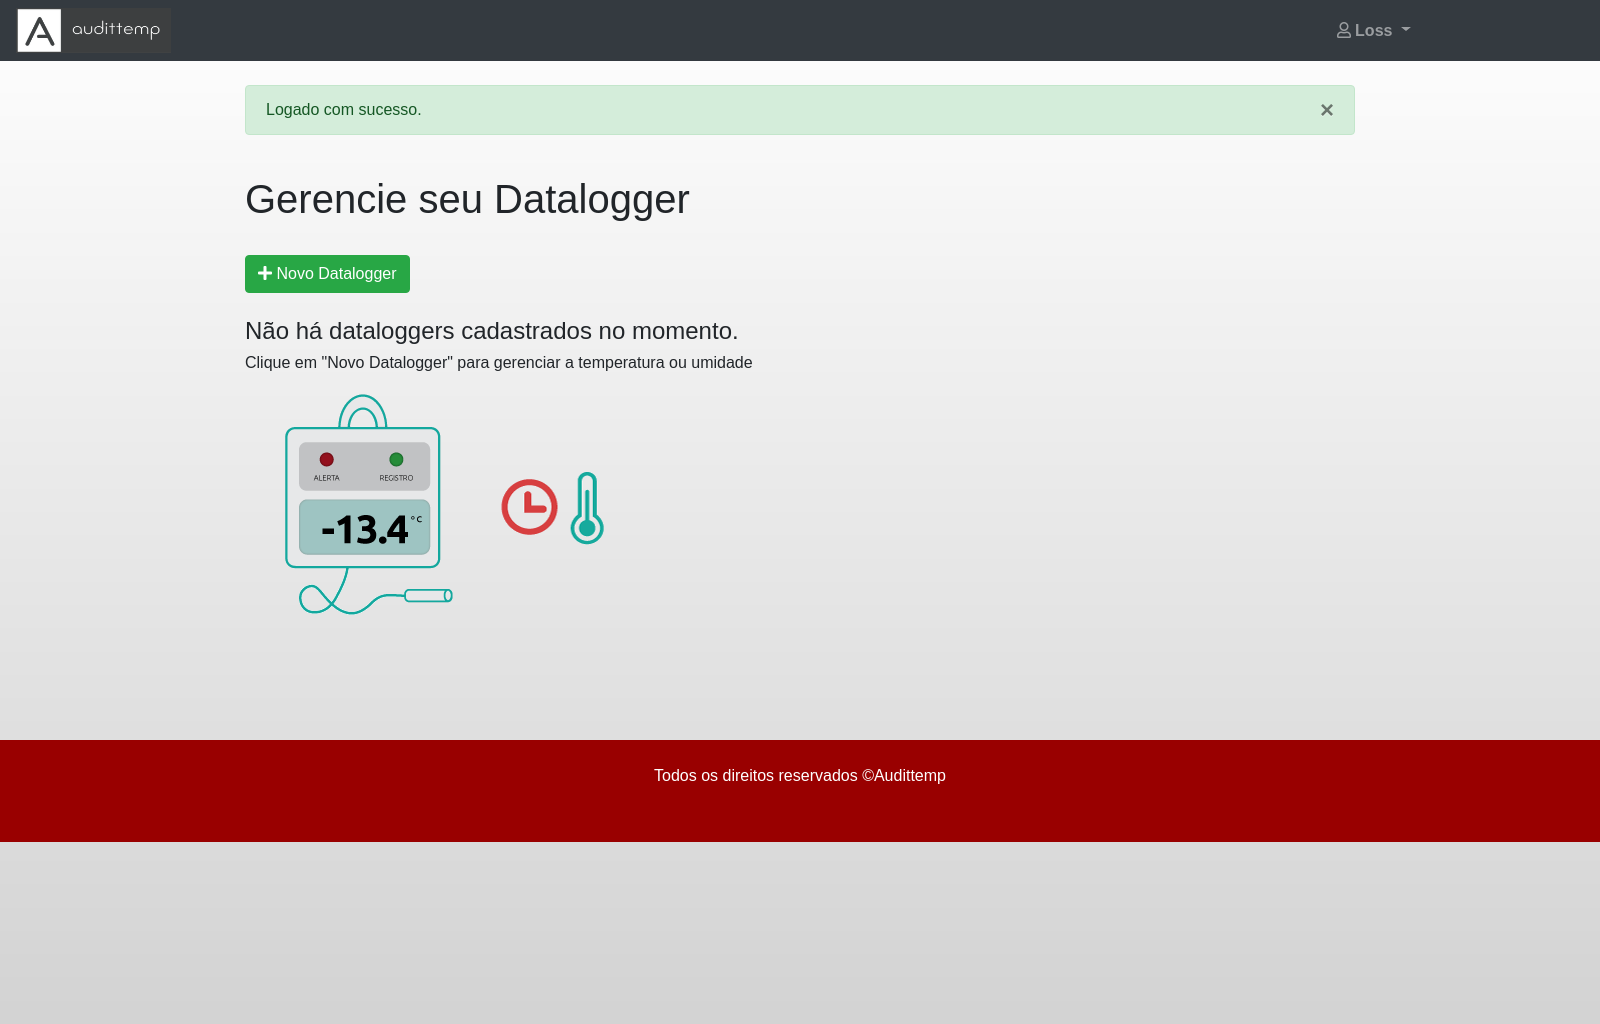 A audittemp
Loss
Logado com sucesso.
×
Gerencie seu Datalogger
Novo Datalogger
Não há dataloggers cadastrados no momento.
Clique em "Novo Datalogger" para gerenciar a temperatura ou umidade
ALERTA REGISTRO
-13.4 °C
Todos os direitos reservados ©Audittemp